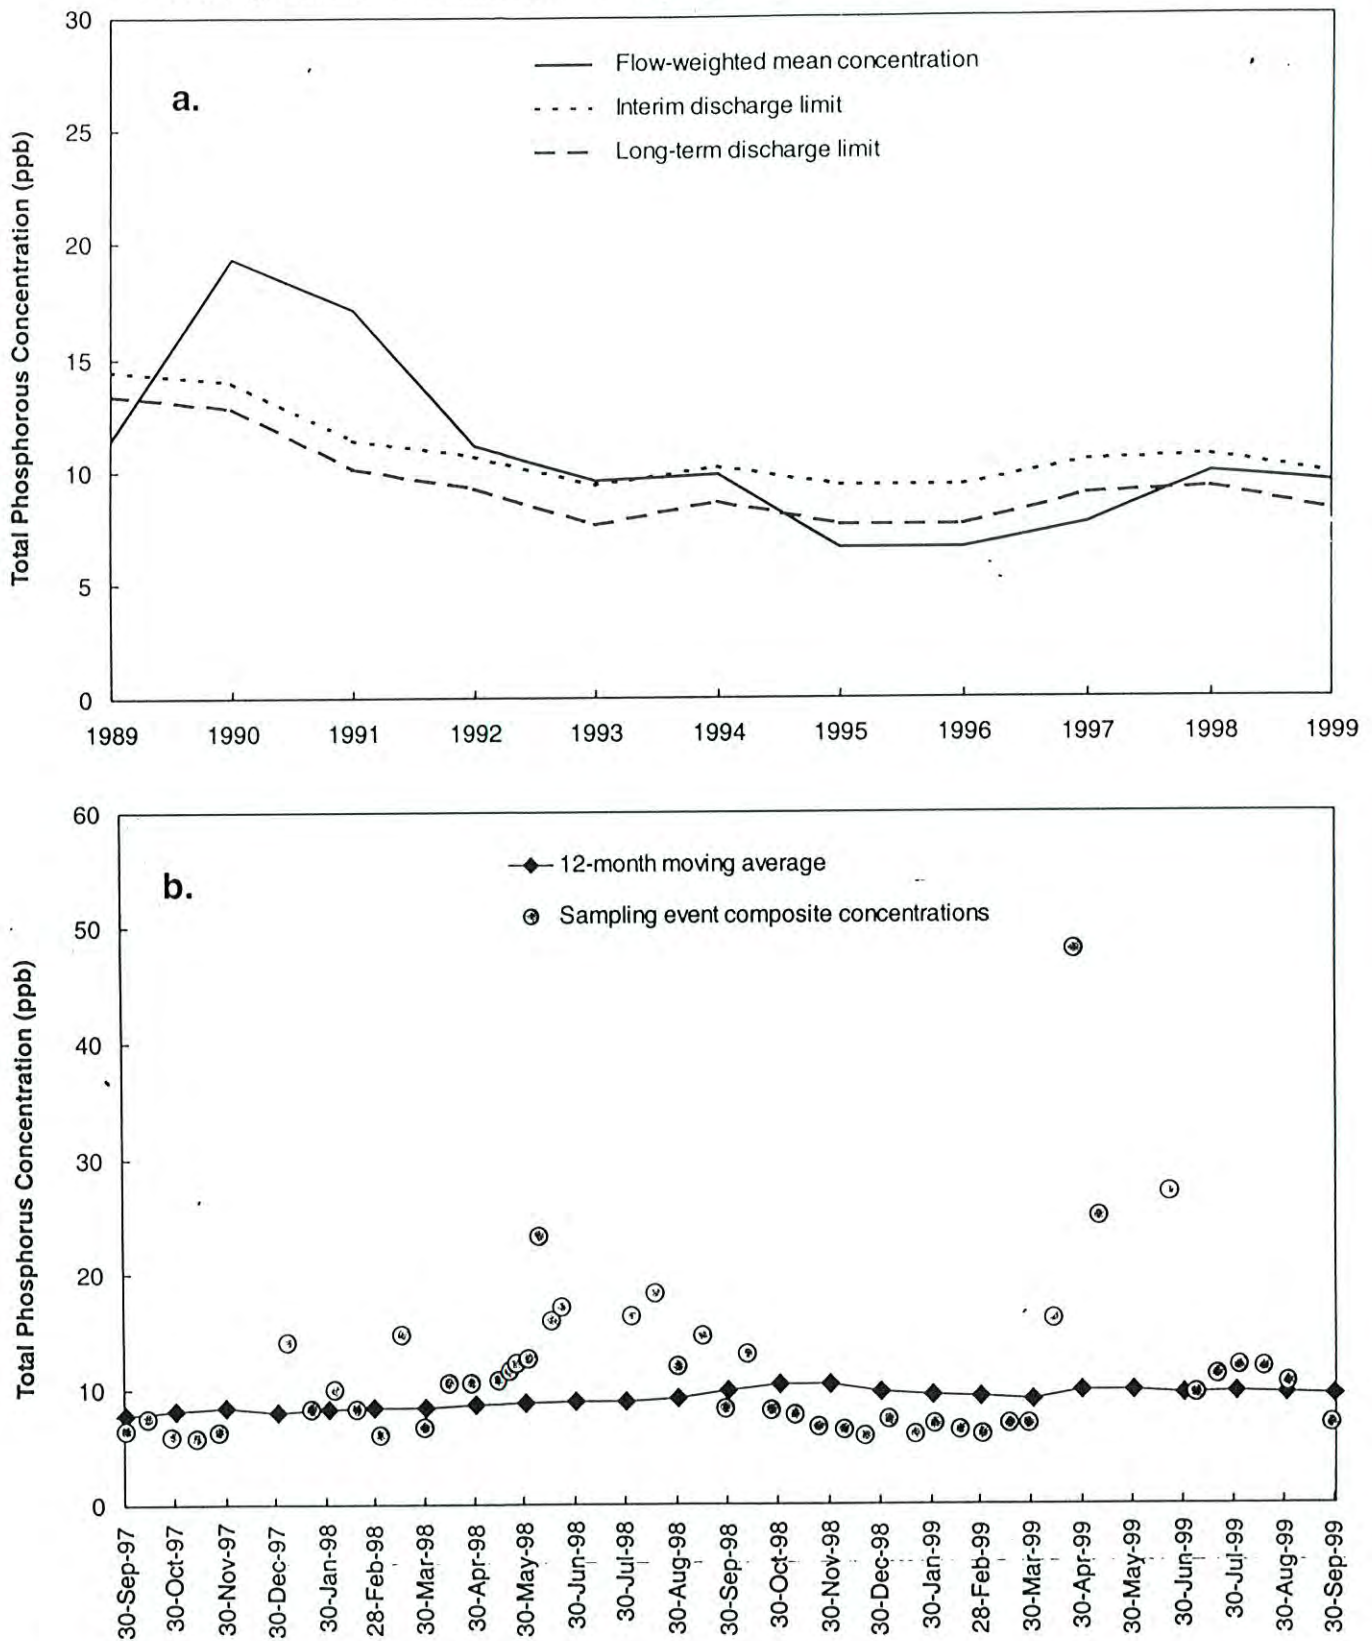 30
Flow-weighted mean concentration
a.
Interim discharge limit
25
Long-term discharge limit
Total Phosphorous Concentration (ppb)
20
15
10
5
0
1989 1990 1991 1992 1993 1994 1995 1996 1997 1998 1999
60
12-month moving average
b.
Sampling event composite concentrations
50
Total Phosphorus Concentration (ppb)
40
30
20
10
0
30-Sep-97
30-Oct-97
30-Nov-97
30-Dec-97
30-Jan-98
28-Feb-98
30-Mar-98
30-Apr-98
30-May-98
30-Jun-98
30-Jul-98
30-Aug-98
30-Sep-98
30-Oct-98
30-Nov-98
30-Dec-98
30-Jan-99
28-Feb-99
30-Mar-99
30-Apr-99
30-May-99
30-Jun-99
30-Jul-99
30-Aug-99
30-Sep-99